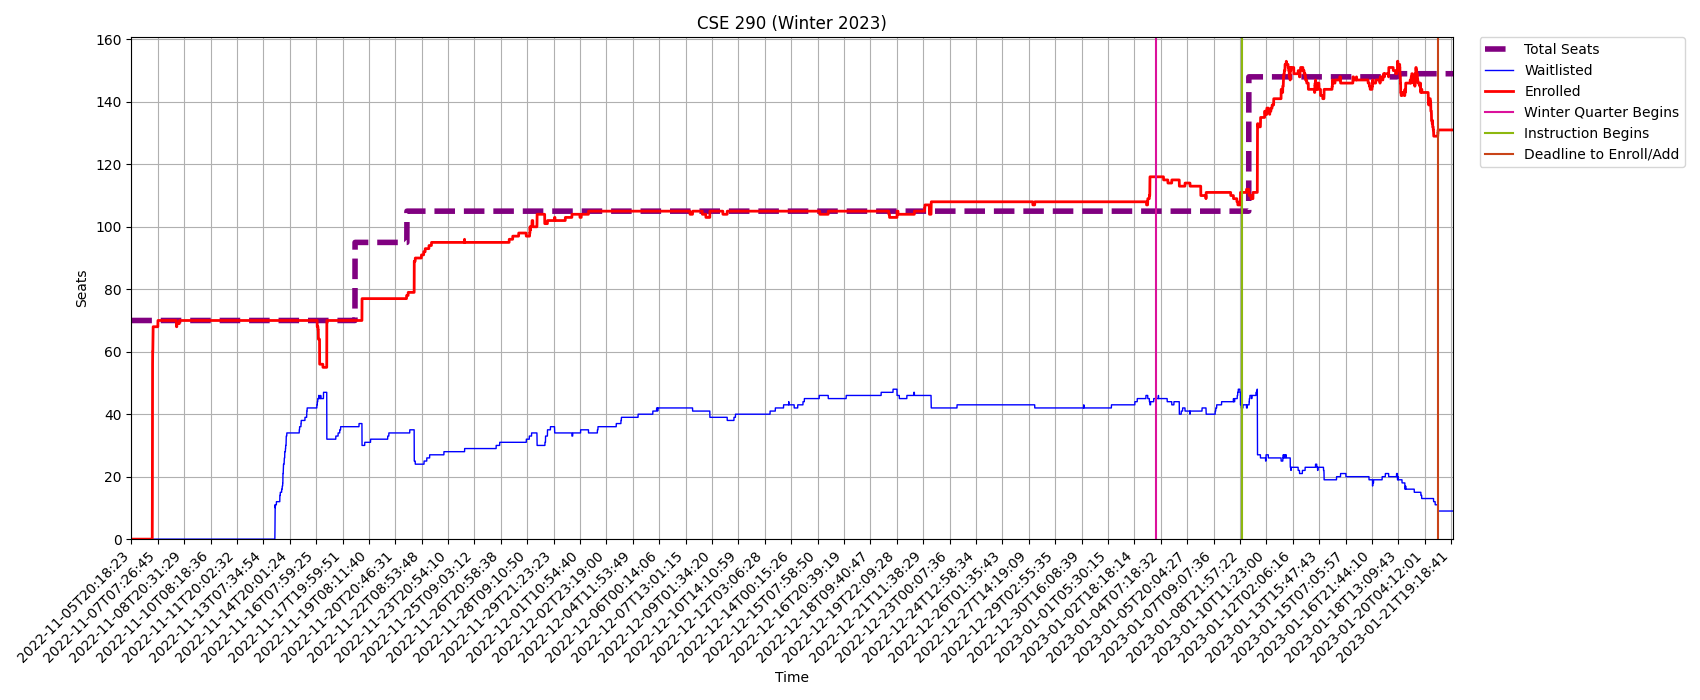 CSE 290 (Winter 2023)
160
140
120
100
80
60
40
20
0
Seats
2022-11-05T20:18:23
2022-11-07T07:26:45
2022-11-08T20:31:29
2022-11-10T08:18:36
2022-11-11T20:02:32
2022-11-13T07:34:54
2022-11-14T20:01:24
2022-11-16T07:59:25
2022-11-17T19:59:51
2022-11-19T08:11:40
2022-11-20T20:46:31
2022-11-22T08:53:48
2022-11-23T20:54:10
2022-11-25T09:03:12
2022-11-26T20:58:38
2022-11-28T09:10:50
2022-11-29T21:23:23
2022-12-01T10:54:40
2022-12-02T23:19:00
2022-12-04T11:53:49
2022-12-06T00:14:06
2022-12-07T13:01:15
2022-12-09T01:34:20
2022-12-10T14:10:59
2022-12-12T03:06:28
2022-12-14T00:15:26
2022-12-15T07:58:50
2022-12-16T20:39:19
2022-12-18T09:40:47
2022-12-19T22:09:28
2022-12-21T11:38:29
2022-12-23T00:07:36
2022-12-24T12:58:34
2022-12-26T01:35:43
2022-12-27T14:19:09
2022-12-29T02:55:35
2022-12-30T16:08:39
2023-01-01T05:30:15
2023-01-02T18:18:14
2023-01-04T07:18:32
2023-01-05T20:04:27
2023-01-07T09:07:36
2023-01-08T21:57:22
2023-01-10T11:23:00
2023-01-12T02:06:16
2023-01-13T15:47:43
2023-01-15T07:05:57
2023-01-16T21:44:10
2023-01-18T13:09:43
2023-01-20T04:12:01
2023-01-21T19:18:41
Time
Total Seats
Waitlisted
Enrolled
Winter Quarter Begins
Instruction Begins
Deadline to Enroll/Add